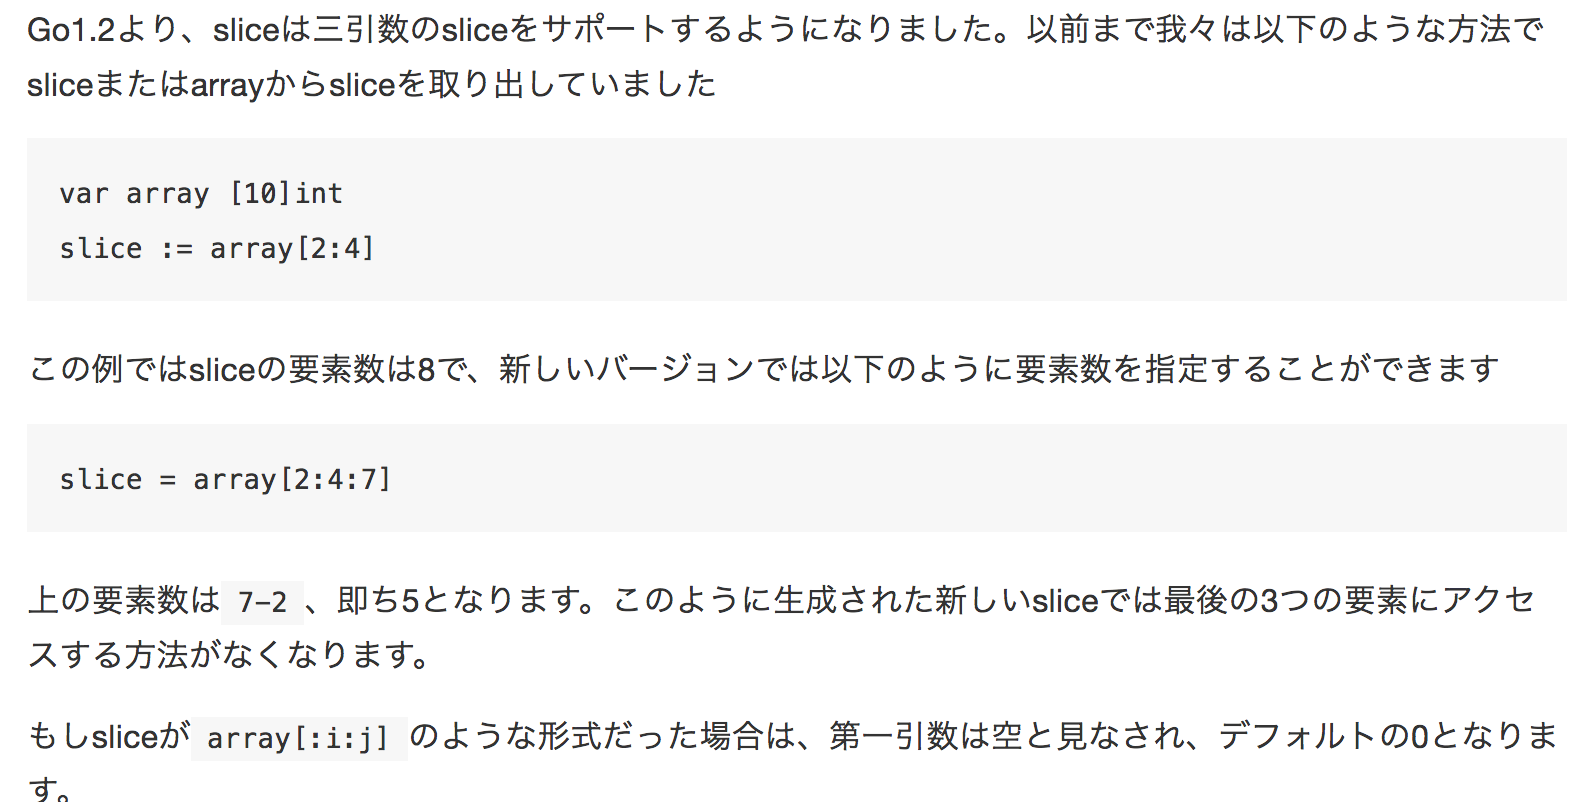 Go1.2より、sliceは三引数のsliceをサポートするようになりました。以前まで我々は以下のような方法で
sliceまたはarrayからsliceを取り出していました
var array [10]int
slice := array[2:4]
この例ではsliceの要素数は8で、新しいバージョンでは以下のように要素数を指定することができます
slice = array[2:4:7]
上の要素数は 7-2 、即ち5となります。このように生成された新しいsliceでは最後の3つの要素にアクセ
スする方法がなくなります。
もしsliceが array[:i:j] のような形式だった場合は、第一引数は空と見なされ、デフォルトの0となりま
す。